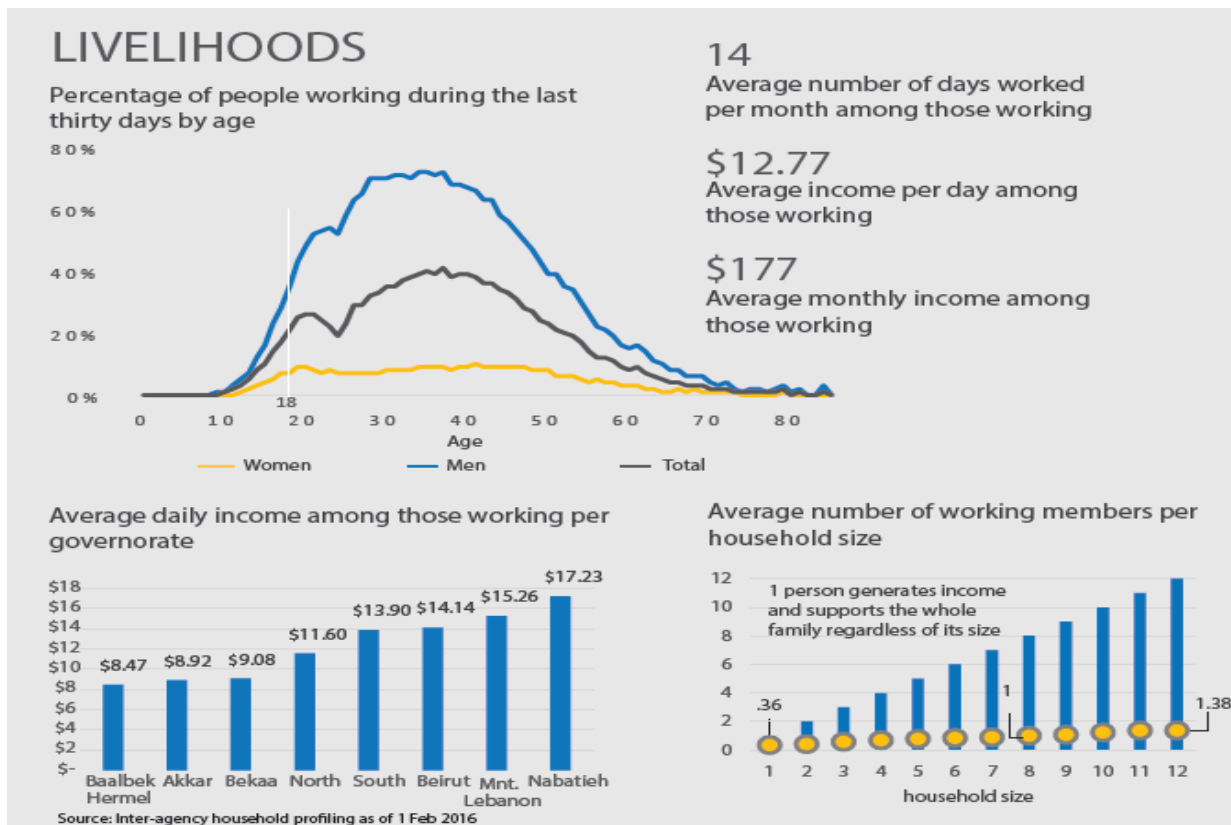 LIVELIHOODS
Percentage of people working during the last
thirty days by age
80%
60%
40%
20%
0%
18
0 10 20 30 40 50 60 70 80
Age
Women Men Total
14
Average number of days worked
per month among those working
$12.77
Average income per day among
those working
$177
Average monthly income among
those working
Average daily income among those working per
governorate
$18
$16
$14
$12
$10
$8
$6
$4
$2
$-
$8.47 $8.92 $9.08 $11.60 $13.90 $14.14 $15.26 $17.23
Baalbek Akkar Bekaa North South Beirut Mnt. Nabatieh
Hermel Lebanon
Source: Inter-agency household profiling as of 1 Feb 2016
Average number of working members per
household size
12
10
8
6
4
2
0
1 person generates income
and supports the whole
family regardless of its size
.36 1 1.38
1 2 3 4 5 6 7 8 9 10 11 12
household size